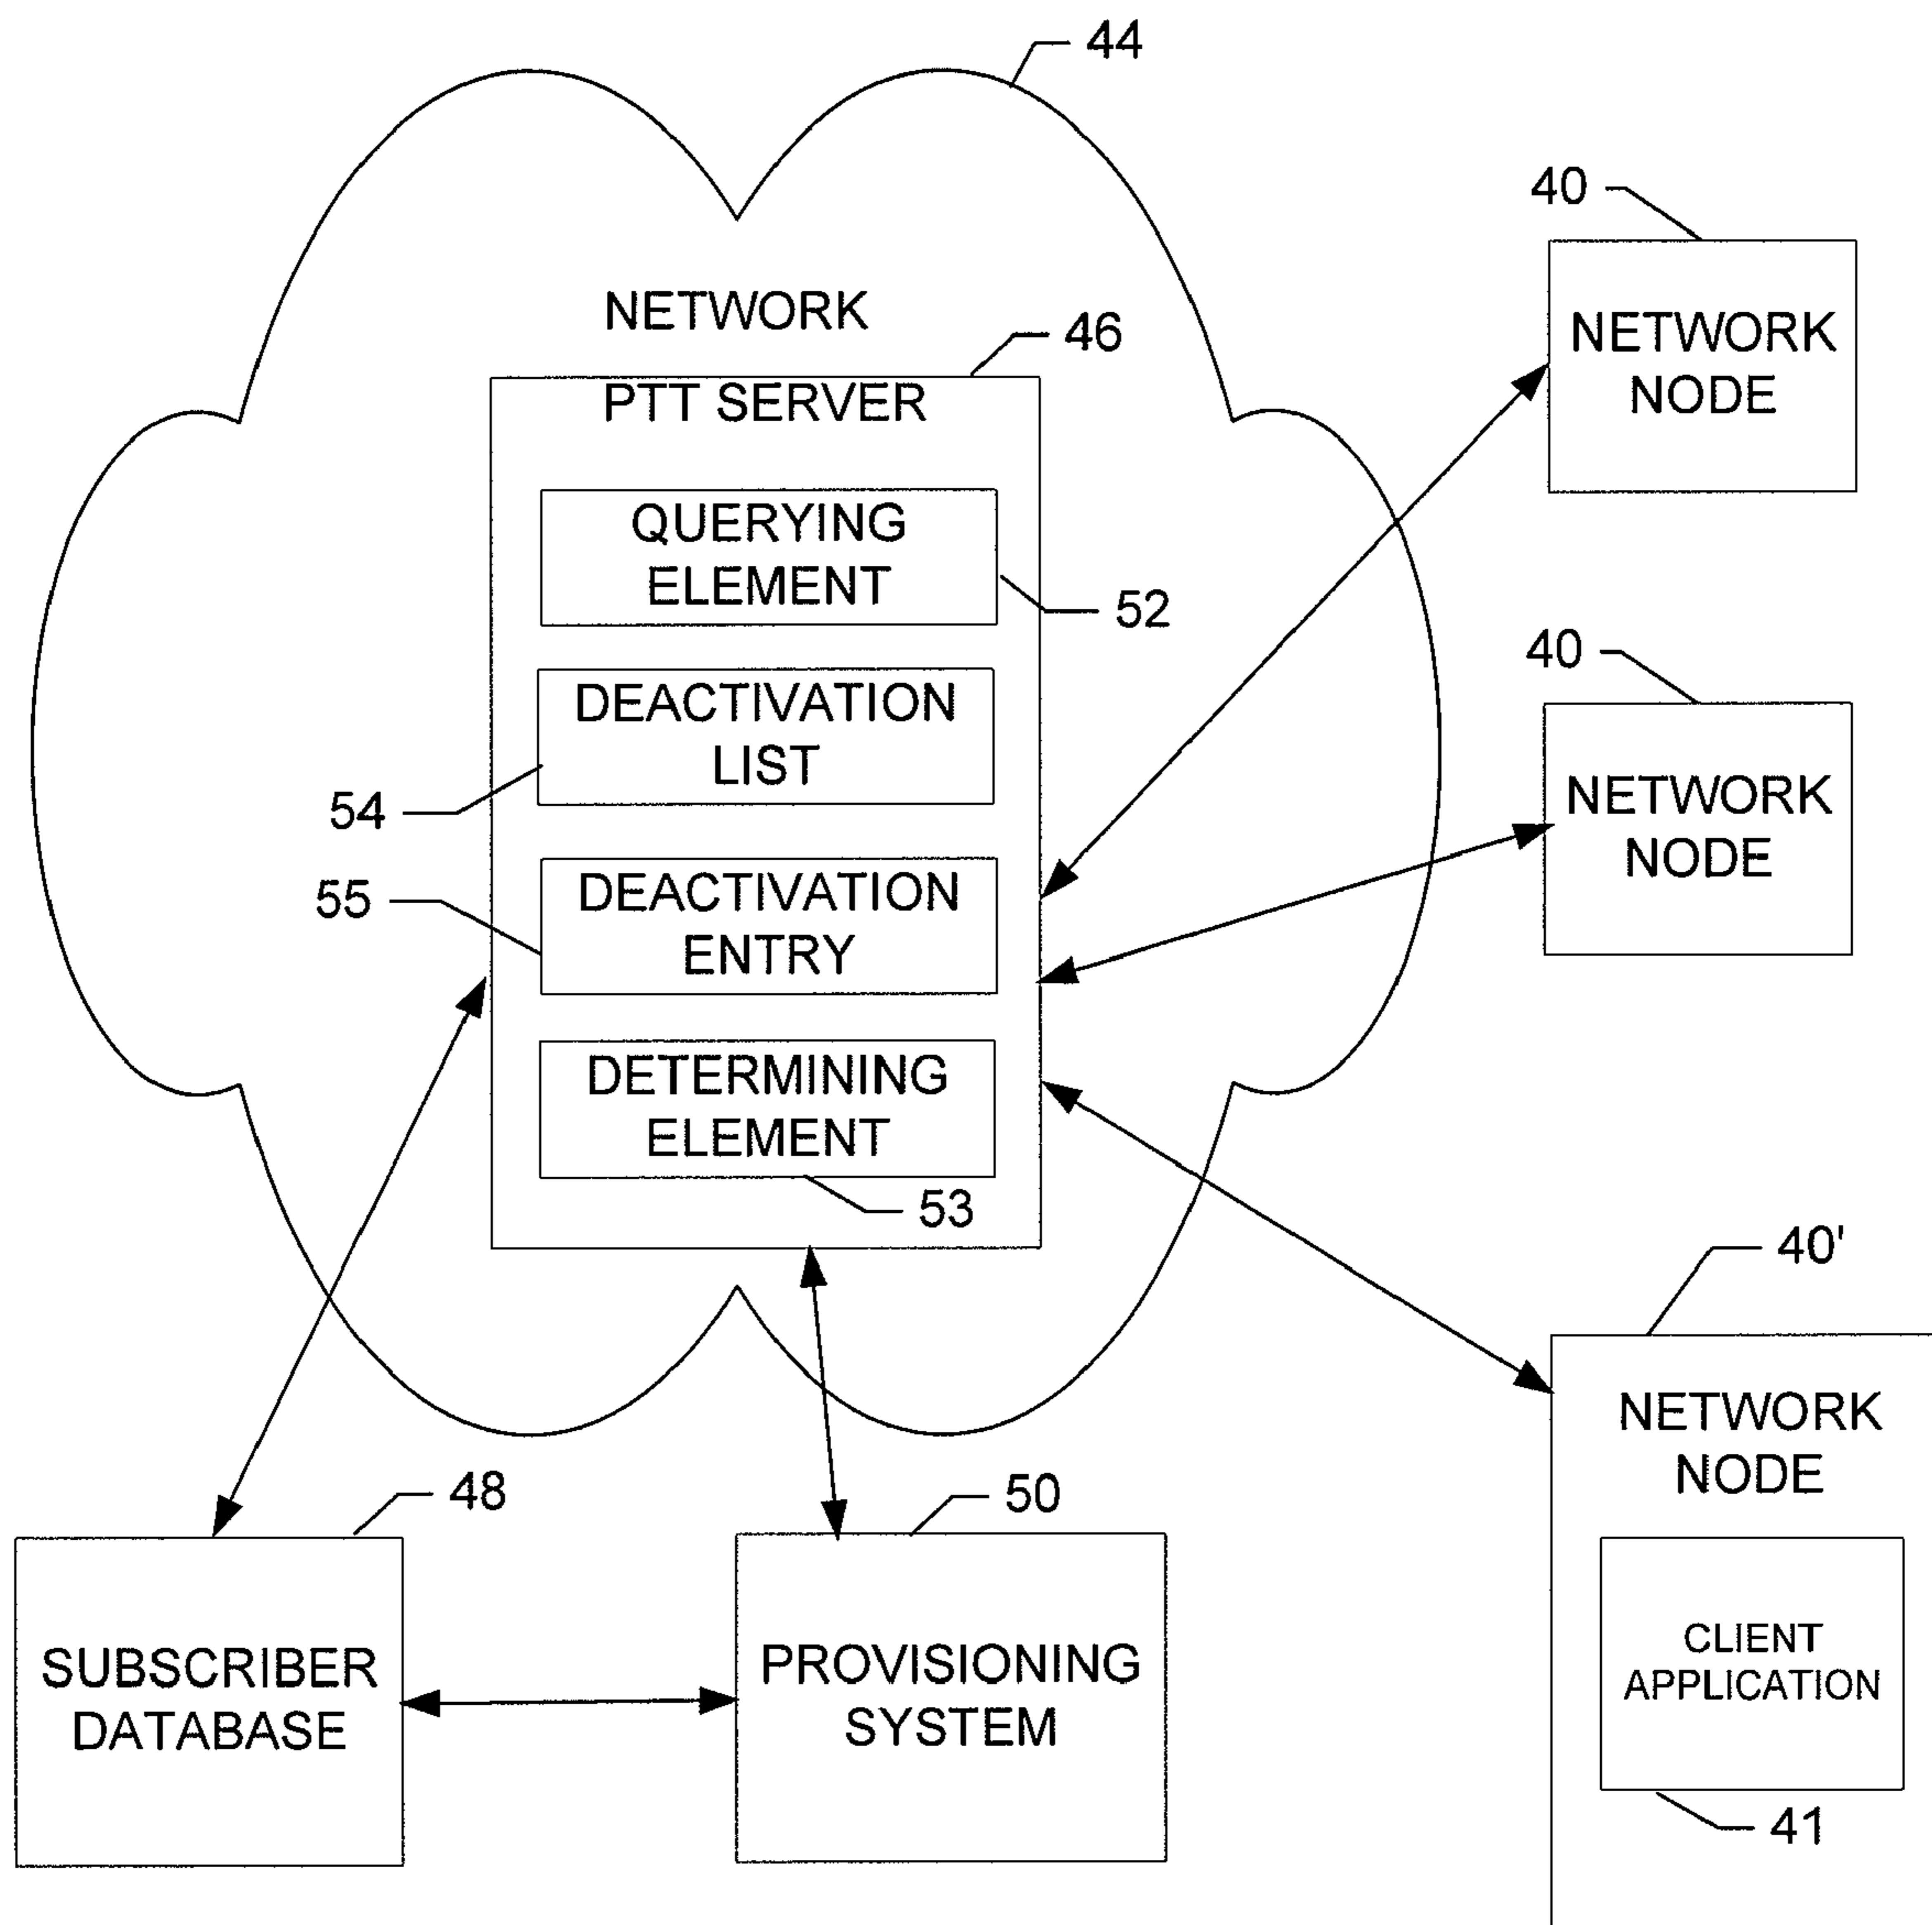 44
40
NETWORK
NODE
NETWORK
46
PTT SERVER
QUERYING
ELEMENT
52
40
NETWORK
NODE
DEACTIVATION
LIST
54
DEACTIVATION
ENTRY
55
DETERMINING
ELEMENT
53
40'
NETWORK
NODE
CLIENT
APPLICATION
41
48
SUBSCRIBER
DATABASE
50
PROVISIONING
SYSTEM